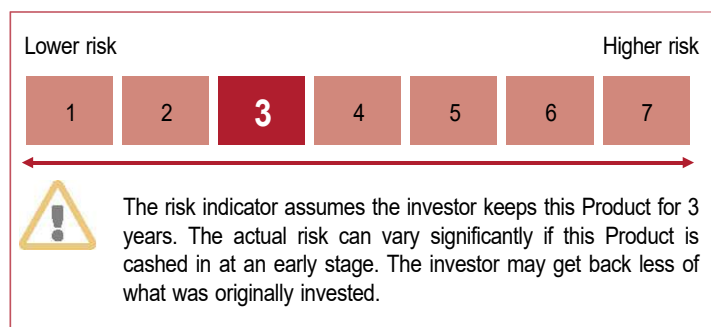 Lower risk Higher risk
1 2 3 4 5 6 7
The risk indicator assumes the investor keeps this Product for 3
years. The actual risk can vary significantly if this Product is
cashed in at an early stage. The investor may get back less of
what was originally invested.